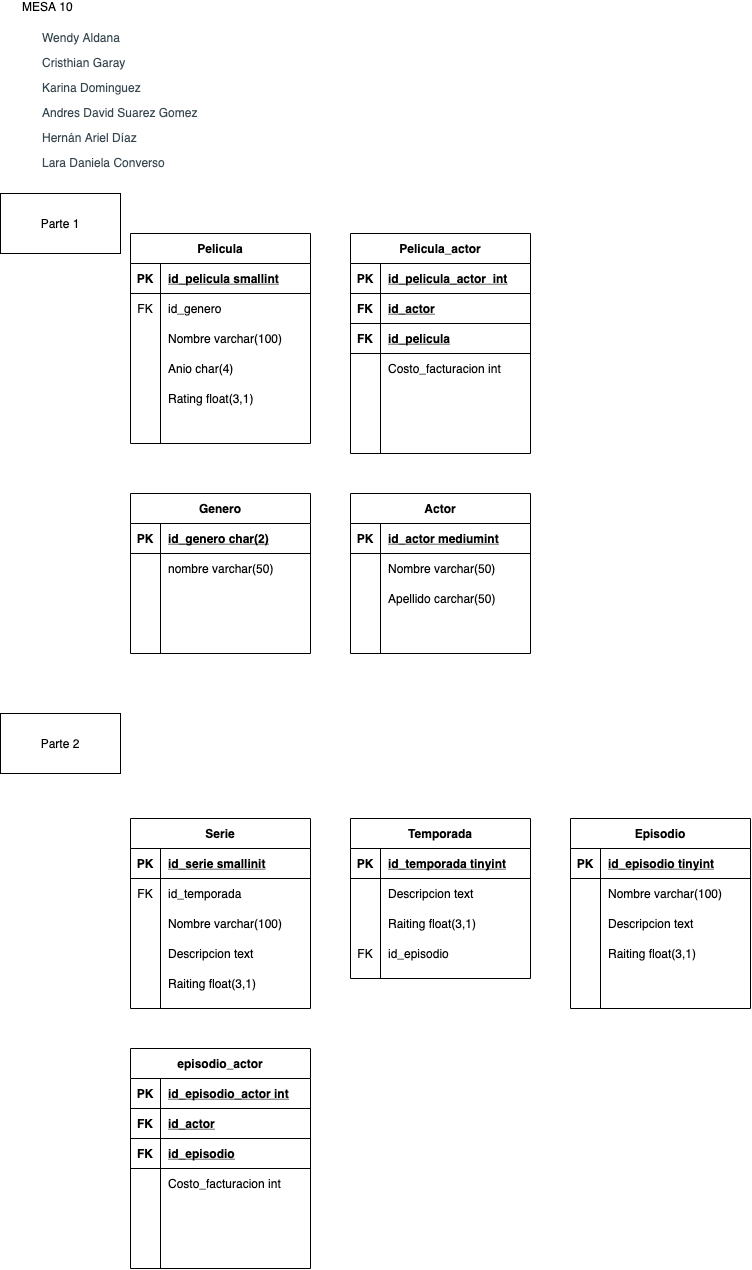 MESA 10
Wendy Aldana
Cristhian Garay
Karina Dominguez
Andres David Suarez Gomez
Hernán Ariel Díaz
Lara Daniela Converso
Parte 1
Pelicula
PK id_pelicula smallint
FK id_genero
Nombre varchar(100)
Anio char(4)
Rating float(3,1)
Pelicula_actor
PK id_pelicula_actor int
FK id_actor
FK id_pelicula
Costo_facturacion int
Genero
PK id_genero char(2)
nombre varchar(50)
Actor
PK id_actor mediumint
Nombre varchar(50)
Apellido carchar(50)
Parte 2
Serie
PK id_serie smallinit
FK id_temporada
Nombre varchar(100)
Descripcion text
Raiting float(3,1)
Temporada
PK id_temporada tinyint
Descripcion text
Raiting float(3,1)
FK id_episodio
Episodio
PK id_episodio tinyint
Nombre varchar(100)
Descripcion text
Raiting float(3,1)
episodio_actor
PK id_episodio_actor int
FK id_actor
FK id_episodio
Costo_facturacion int